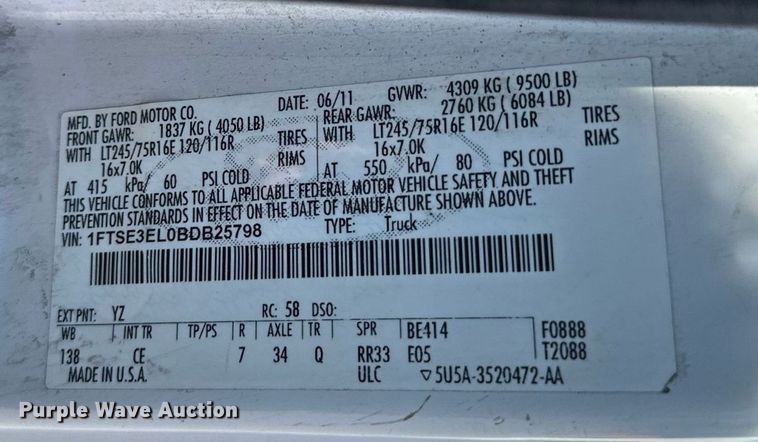 MFD. BY FORD MOTOR CO. DATE: 06/11 GVWR: 4309 KG ( 9500 LB)
FRONT GAWR: 1837 KG ( 4050 LB) REAR GAWR: 2760 KG ( 6084 LB)
WITH LT245/75R16E 120/116R TIRES WITH LT245/75R16E 120/116R TIRES
16x7.0K RIMS 16x7.0K RIMS
AT 415 kPa/ 60 PSI COLD AT 550 kPa/ 80 PSI COLD
THIS VEHICLE CONFORMS TO ALL APPLICABLE FEDERAL MOTOR VEHICLE SAFETY AND THEFT
PREVENTION STANDARDS IN EFFECT ON THE DATE OF MANUFACTURE SHOWN ABOVE.
VIN: 1FTSE3EL0BDB25798 TYPE: Truck
EXT PNT: YZ RC: 58 DSO:
WB INT TR TP/PS R AXLE TR SPR BE414 F0888
138 CE 7 34 Q RR33 E05 T2088
MADE IN U.S.A. ULC ▽5U5A-3520472-AA
Purple Wave Auction